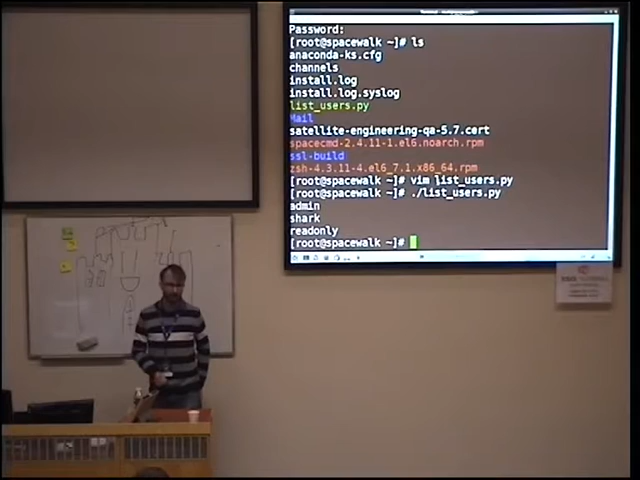 Password:
[root@spacewalk ~]# ls
anaconda-ks.cfg
channels
install.log
install.log.syslog
list_users.py
Mail
satellite-engineering-qa-5.7.cert
spacecmd-2.4.11-1.el6.noarch.rpm
ssl-build
zsh-4.3.11-4.el6_7.1.x86_64.rpm
[root@spacewalk ~]# vim list_users.py
[root@spacewalk ~]# ./list_users.py
admin
shark
readonly
[root@spacewalk ~]#